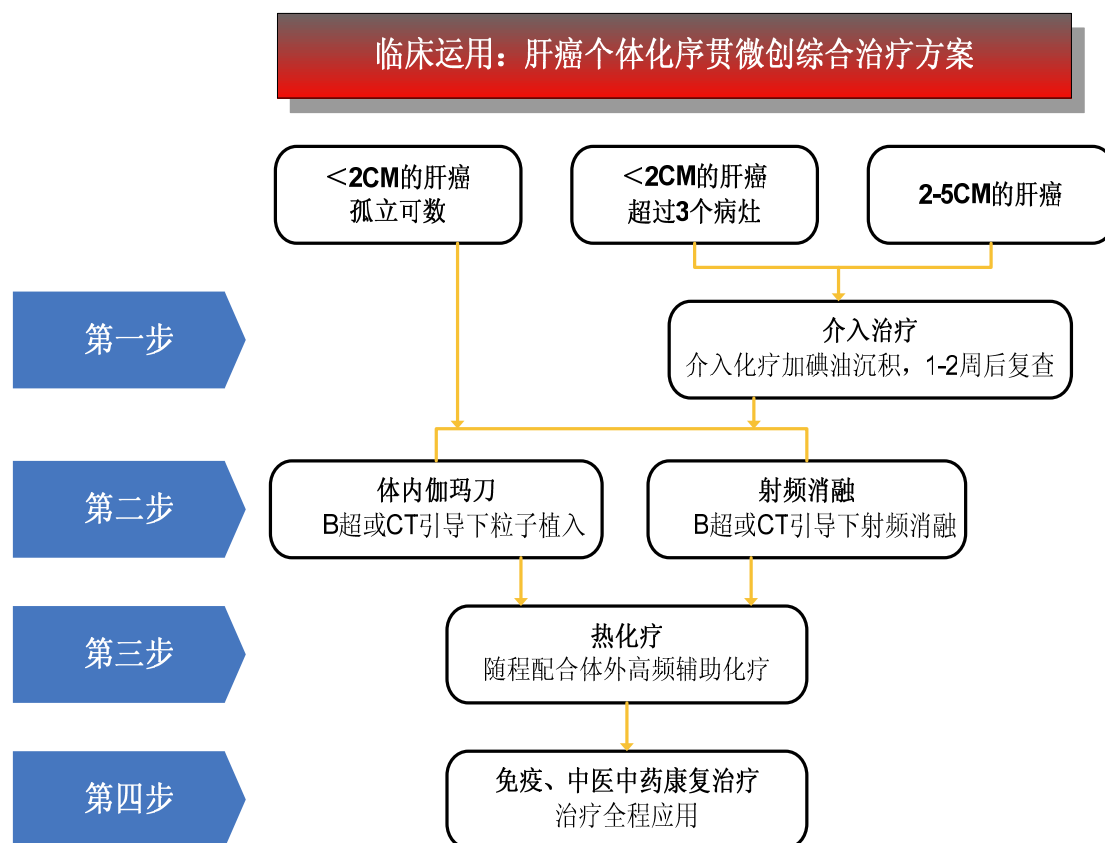 临床运用：肝癌个体化序贯微创综合治疗方案
＜2CM的肝癌
孤立可数
＜2CM的肝癌
超过3个病灶
2-5CM的肝癌
第一步
介入治疗
介入化疗加碘油沉积，1-2周后复查
第二步
体内伽玛刀
B超或CT引导下粒子植入
射频消融
B超或CT引导下射频消融
第三步
热化疗
随程配合体外高频辅助化疗
第四步
免疫、中医中药康复治疗
治疗全程应用